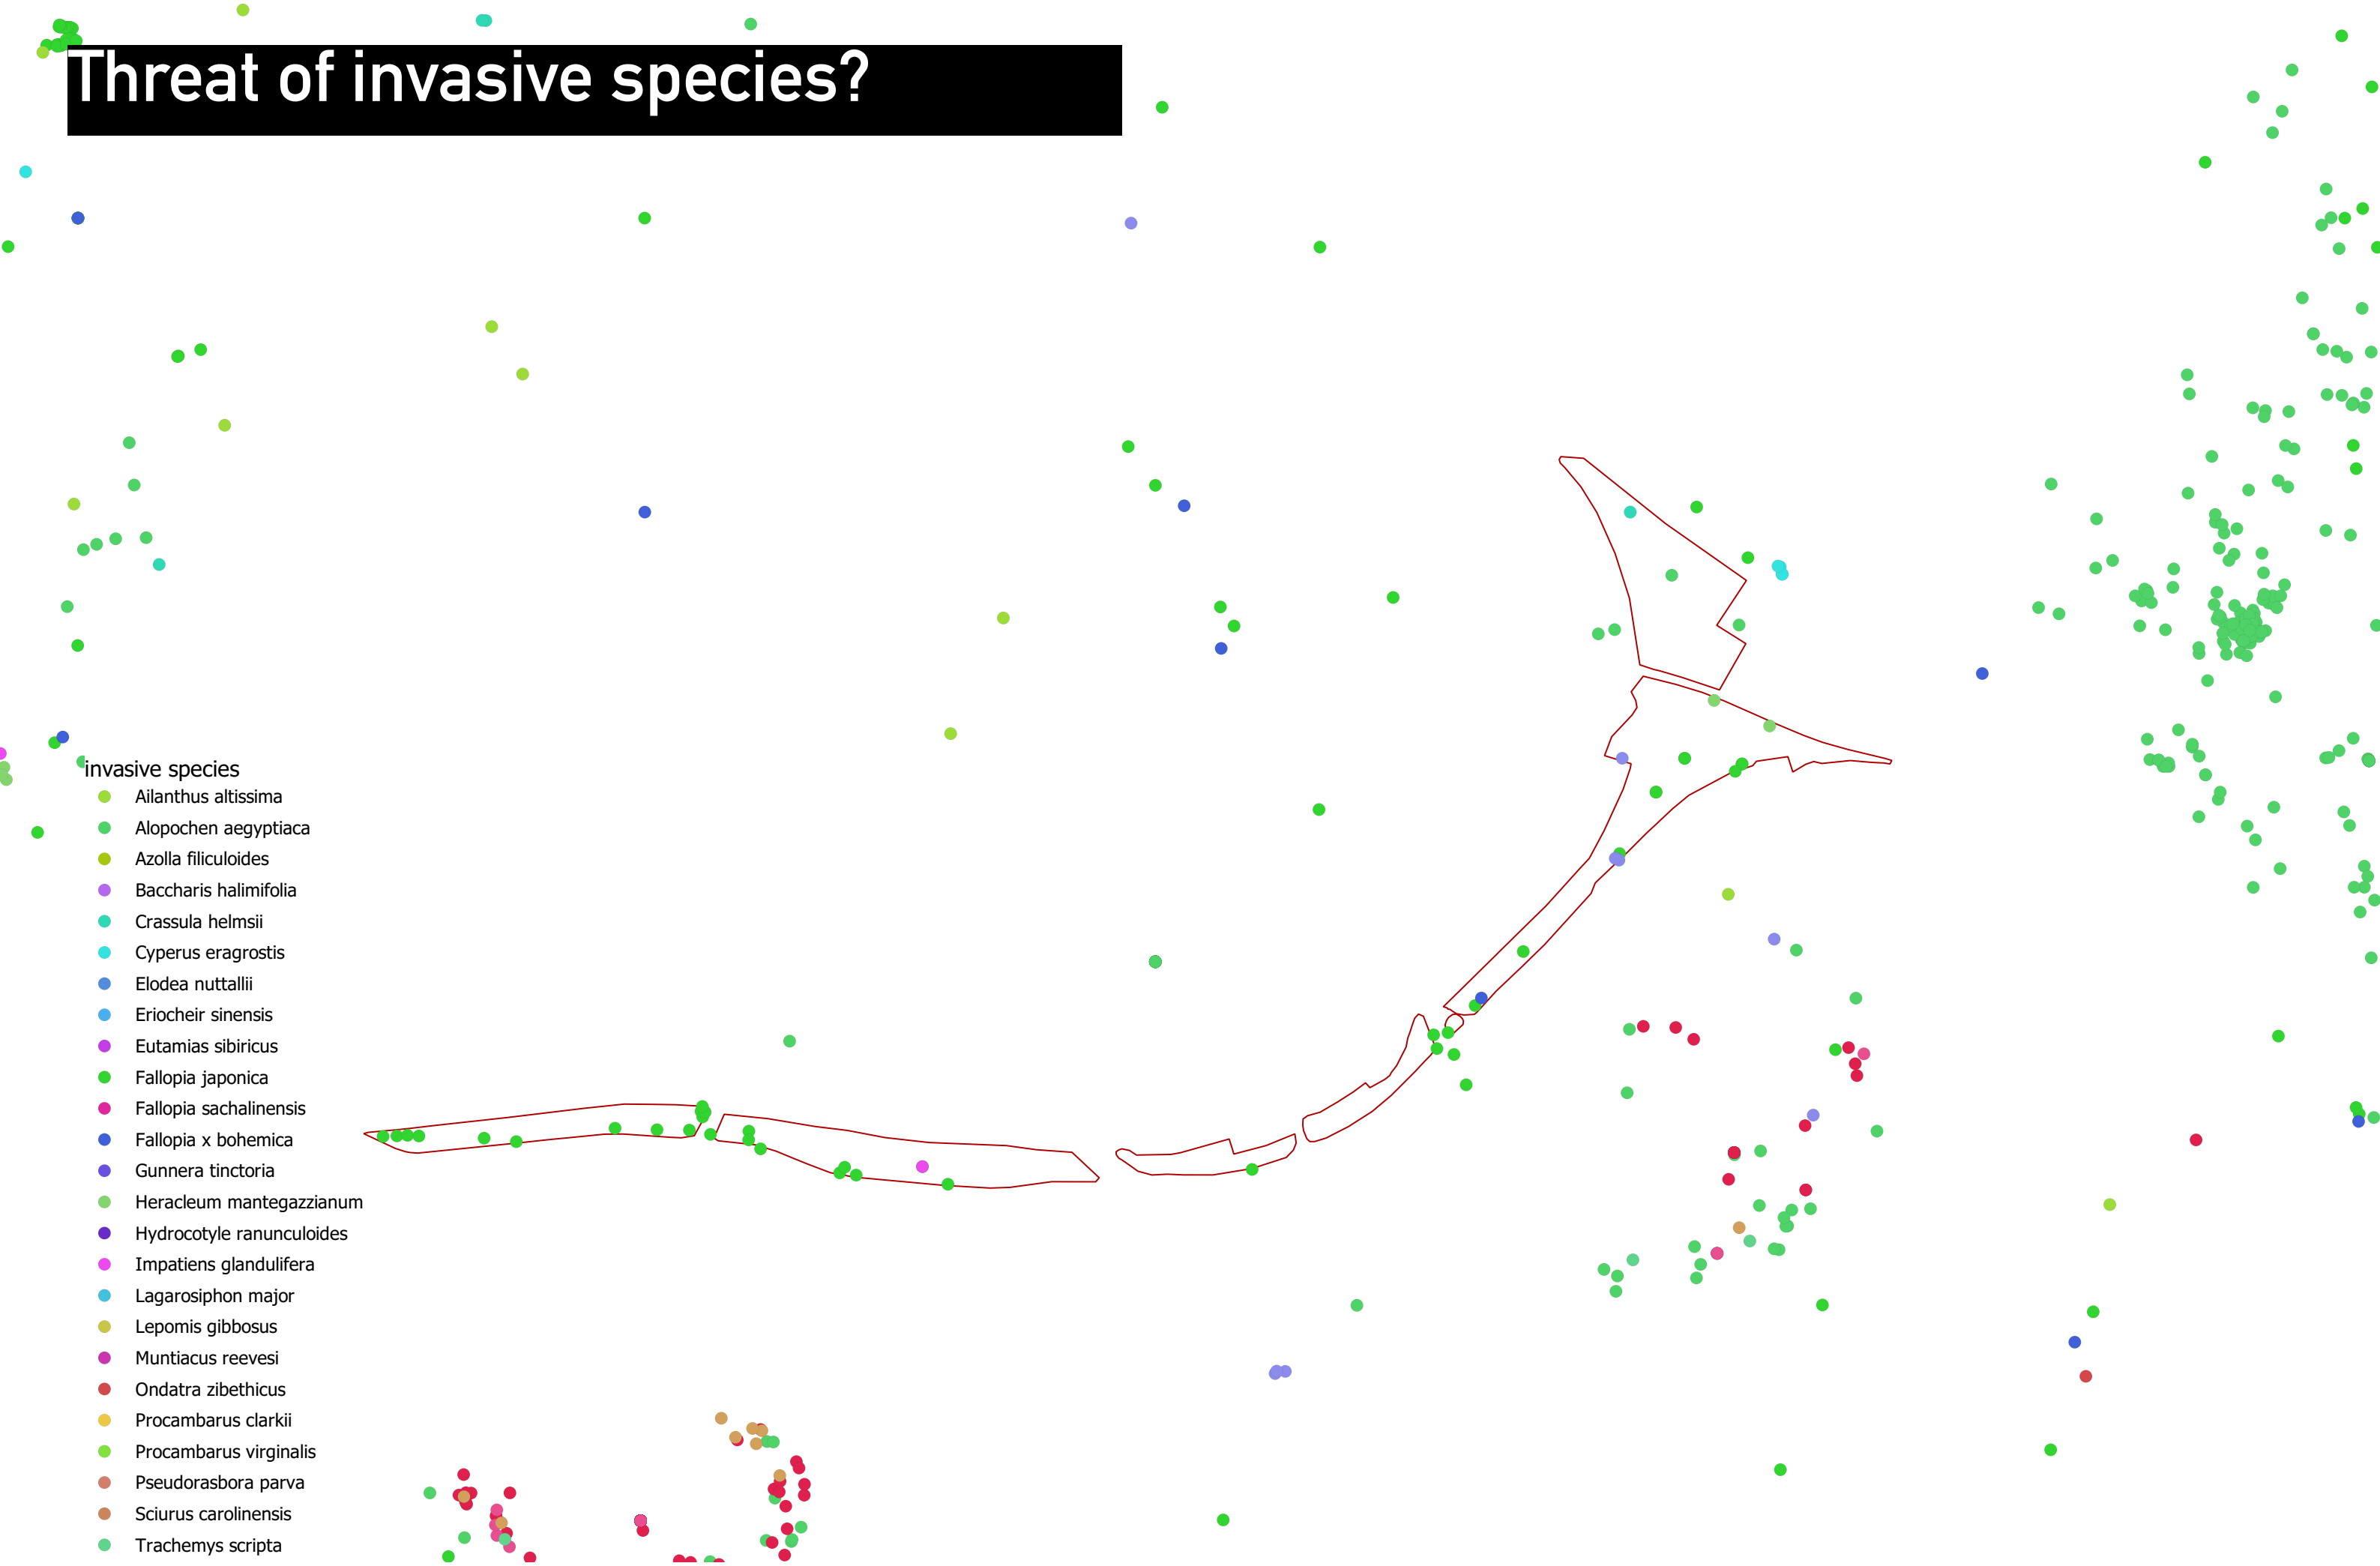 Threat of invasive species?
invasive species
Ailanthus altissima
Alopochen aegyptiaca
Azolla filiculoides
Baccharis halimifolia
Crassula helmsii
Cyperus eragrostis
Elodea nuttallii
Eriocheir sinensis
Eutamias sibiricus
Fallopia japonica
Fallopia sachalinensis
Fallopia x bohemica
Gunnera tinctoria
Heracleum mantegazzianum
Hydrocotyle ranunculoides
Impatiens glandulifera
Lagarosiphon major
Lepomis gibbosus
Muntiacus reevesi
Ondatra zibethicus
Procambarus clarkii
Procambarus virginalis
Pseudorasbora parva
Sciurus carolinensis
Trachemys scripta